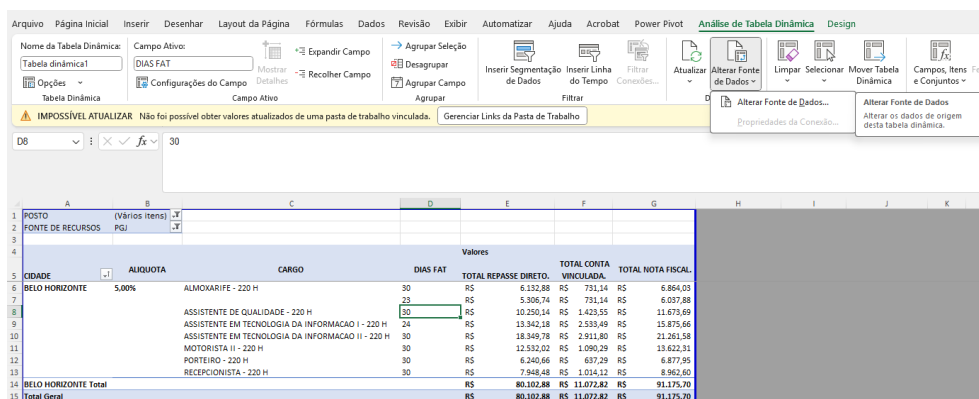 Arquivo Página Inicial Inserir Desenhar Layout da Página Fórmulas Dados Revisão Exibir Automatizar Ajuda Acrobat Power Pivot Análise de Tabela Dinâmica Design
Nome da Tabela Dinâmica:
Tabela dinâmica1
Opções
Tabela Dinâmica
Campo Ativo:
DIAS FAT
Configurações do Campo
Mostrar Detalhes
Expandir Campo
Recolher Campo
Campo Ativo
Agrupar Seleção
Desagrupar
Agrupar Campo
Agrupar
Inserir Segmentação de Dados
Inserir Linha do Tempo
Filtrar Conexões...
Filtrar
Atualizar
Alterar Fonte de Dados
D
Limpar
Selecionar
Mover Tabela Dinâmica
Campos, Itens e Conjuntos
Fe
Alterar Fonte de Dados...
Propriedades da Conexão...
Alterar Fonte de Dados
Alterar os dados de origem
desta tabela dinâmica.
IMPOSSÍVEL ATUALIZAR Não foi possível obter valores atualizados de uma pasta de trabalho vinculada. Gerenciar Links da Pasta de Trabalho
D8 fx 30
A B C D E F G H I J K
1 POSTO (Vários itens)
2 FONTE DE RECURSOS PGJ
3
4 Valores
5 CIDADE ALIQUOTA CARGO DIAS FAT TOTAL REPASSE DIRETO. TOTAL CONTA VINCULADA. TOTAL NOTA FISCAL.
6 BELO HORIZONTE 5,00% ALMOXARIFE - 220 H 30 R$ 6.132,88 R$ 731,14 R$ 6.864,03
7 23 R$ 5.306,74 R$ 731,14 R$ 6.037,88
8 ASSISTENTE DE QUALIDADE - 220 H 30 R$ 10.250,14 R$ 1.423,55 R$ 11.673,69
9 ASSISTENTE EM TECNOLOGIA DA INFORMACAO I - 220 H 24 R$ 13.342,18 R$ 2.533,49 R$ 15.875,66
10 ASSISTENTE EM TECNOLOGIA DA INFORMACAO II - 220 H 30 R$ 18.349,78 R$ 2.911,80 R$ 21.261,58
11 MOTORISTA II - 220 H 30 R$ 12.532,02 R$ 1.090,29 R$ 13.622,31
12 PORTEIRO - 220 H 30 R$ 6.240,66 R$ 637,29 R$ 6.877,95
13 RECEPCIONISTA - 220 H 30 R$ 7.948,48 R$ 1.014,12 R$ 8.962,60
14 BELO HORIZONTE Total R$ 80.102,88 R$ 11.072,82 R$ 91.175,70
15 Total Geral R$ 80.102,88 R$ 11.072,82 R$ 91.175,70